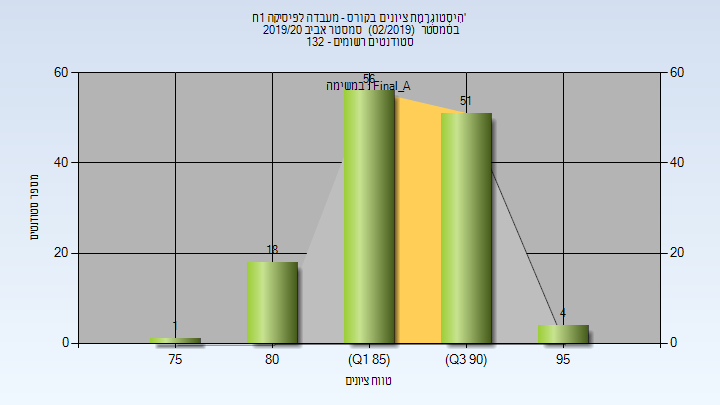 היסטוגרמת ציונים בקורס - מעבדה לפיסיקה 1ח'
בסמסטר (02/2019) סמסטר אביב 2019/20
סטודנטים רשומים - 132
במשימה Final_A
60
40
20
0
60
40
20
0
מספר סטודנטים
1
18
56
51
4
75
80
(Q1 85)
(Q3 90)
95
טווח ציונים